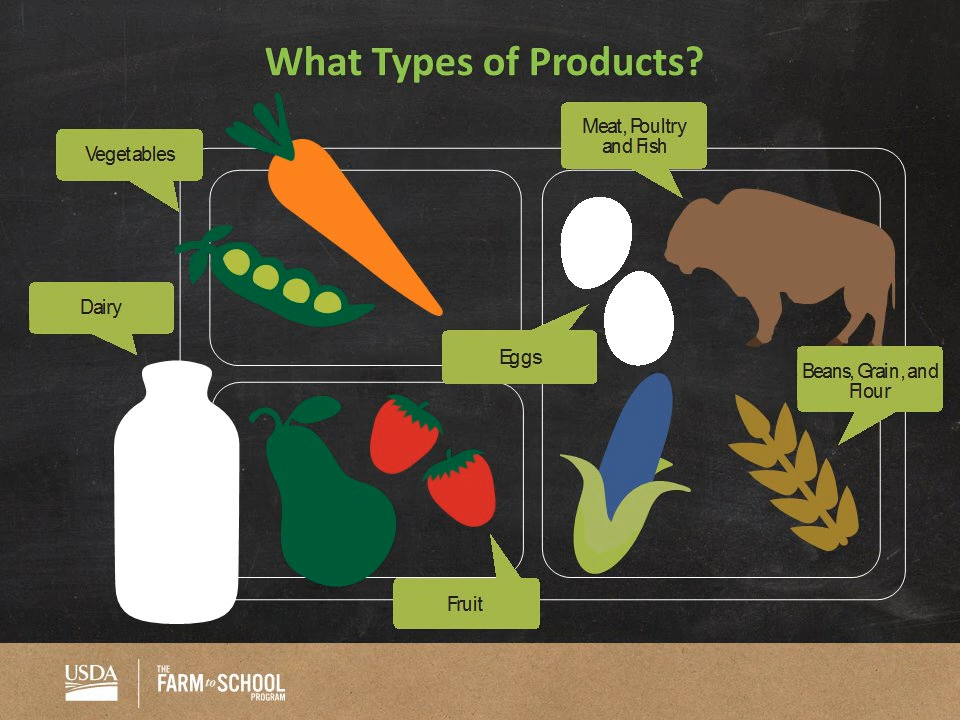 What Types of Products?
Vegetables
Meat, Poultry
and Fish
Dairy
Eggs
Beans, Grain, and
Flour
Fruit
USDA
THE
FARM to SCHOOL
PROGRAM